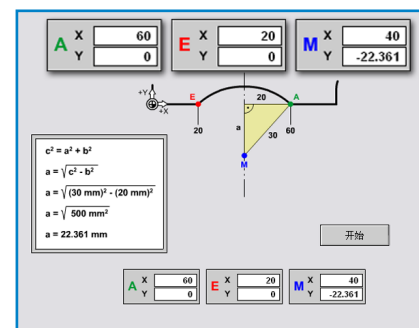 A X 60 E X 20 M X 40
Y 0 Y 0 Y -22.361
+Y
+X
E 20 A
20 a 30 60
M
c² = a² + b²
a = √c² - b²
a = √(30 mm)² - (20 mm)²
a = √ 500 mm²
a = 22.361 mm
开始
A X 60 E X 20 M X 40
Y 0 Y 0 Y -22.361